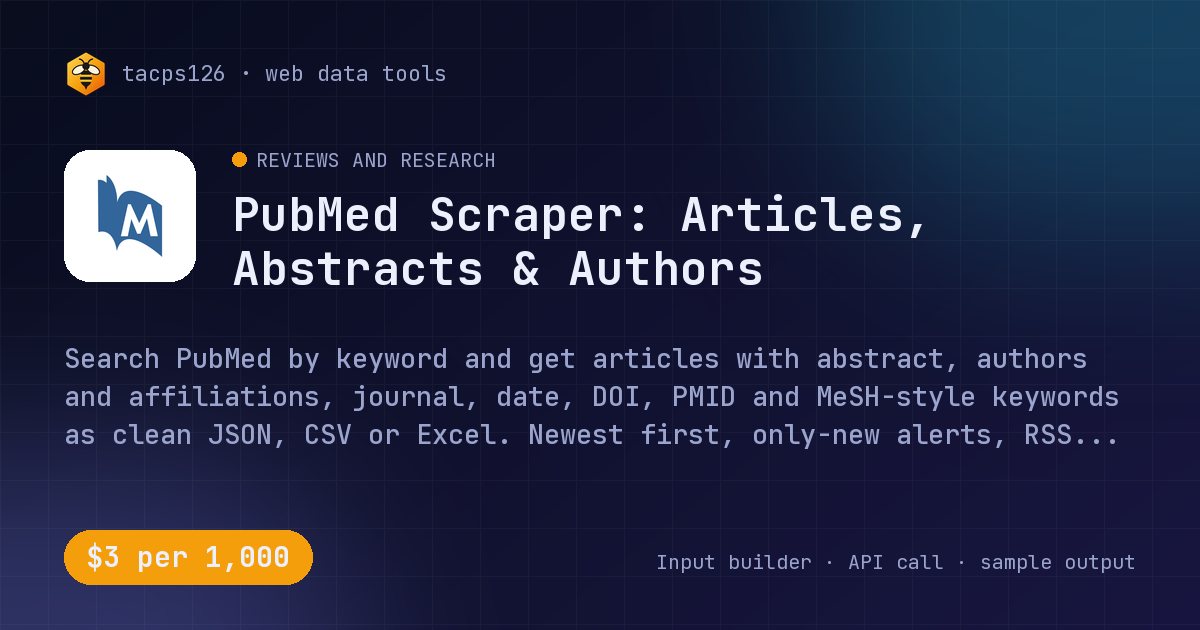 tacps126 · web data tools
REVIEWS AND RESEARCH
M
PubMed Scraper: Articles,
Abstracts & Authors
Search PubMed by keyword and get articles with abstract, authors
and affiliations, journal, date, DOI, PMID and MeSH-style keywords
as clean JSON, CSV or Excel. Newest first, only-new alerts, RSS...
$3 per 1,000
Input builder · API call · sample output